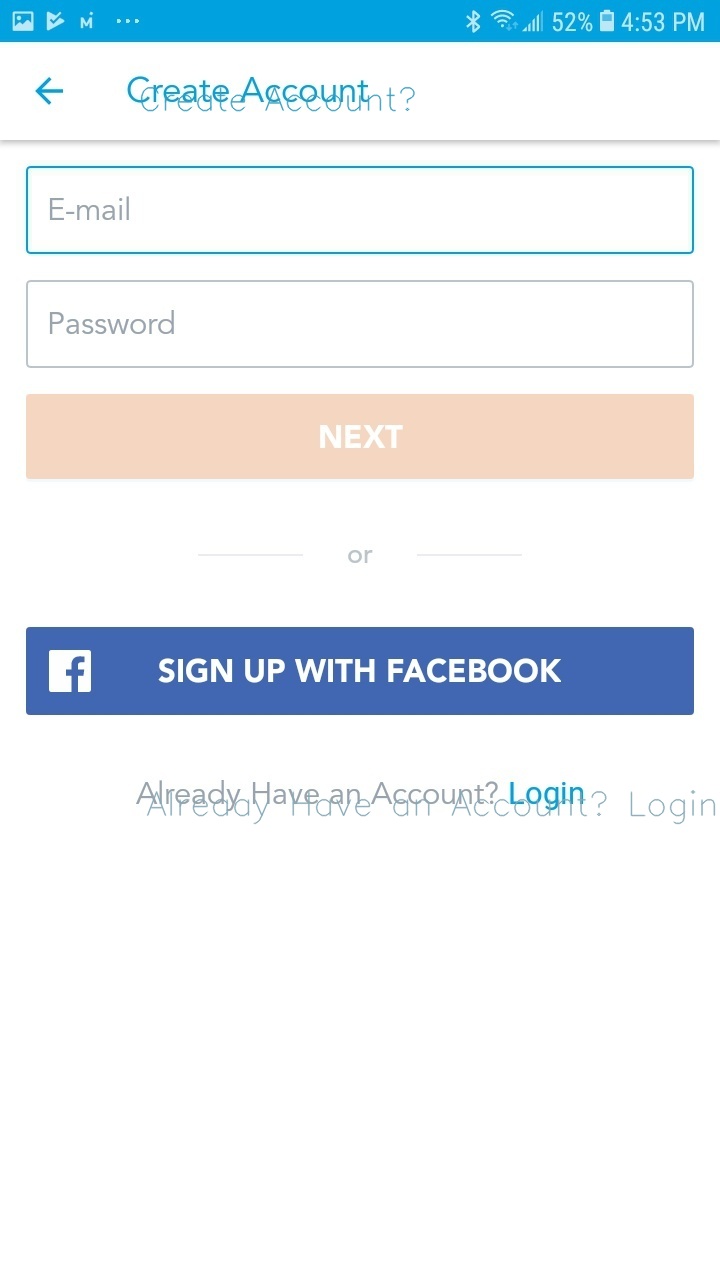 52% 4:53 PM
Create Account
Create Account?
E-mail
Password
NEXT
or
SIGN UP WITH FACEBOOK
Already Have an Account? Login
Already Have an Account? Login